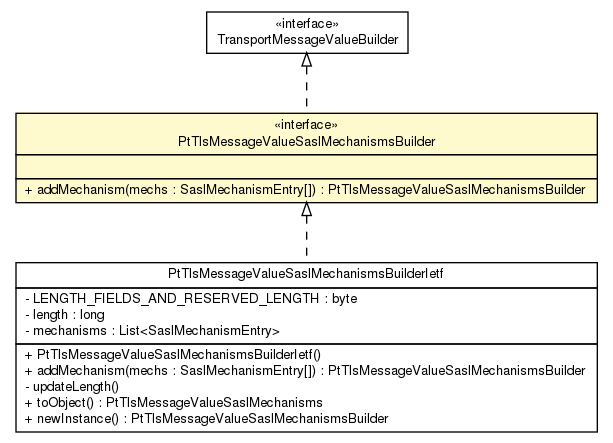 «interface»
TransportMessageValueBuilder
«interface»
PtTlsMessageValueSaslMechanismsBuilder
+ addMechanism(mechs : SaslMechanismEntry[]) : PtTlsMessageValueSaslMechanismsBuilder
PtTlsMessageValueSaslMechanismsBuilderIetf
- LENGTH_FIELDS_AND_RESERVED_LENGTH : byte
- length : long
- mechanisms : List<SaslMechanismEntry>
+ PtTlsMessageValueSaslMechanismsBuilderIetf()
+ addMechanism(mechs : SaslMechanismEntry[]) : PtTlsMessageValueSaslMechanismsBuilder
- updateLength()
+ toObject() : PtTlsMessageValueSaslMechanisms
+ newInstance() : PtTlsMessageValueSaslMechanismsBuilder